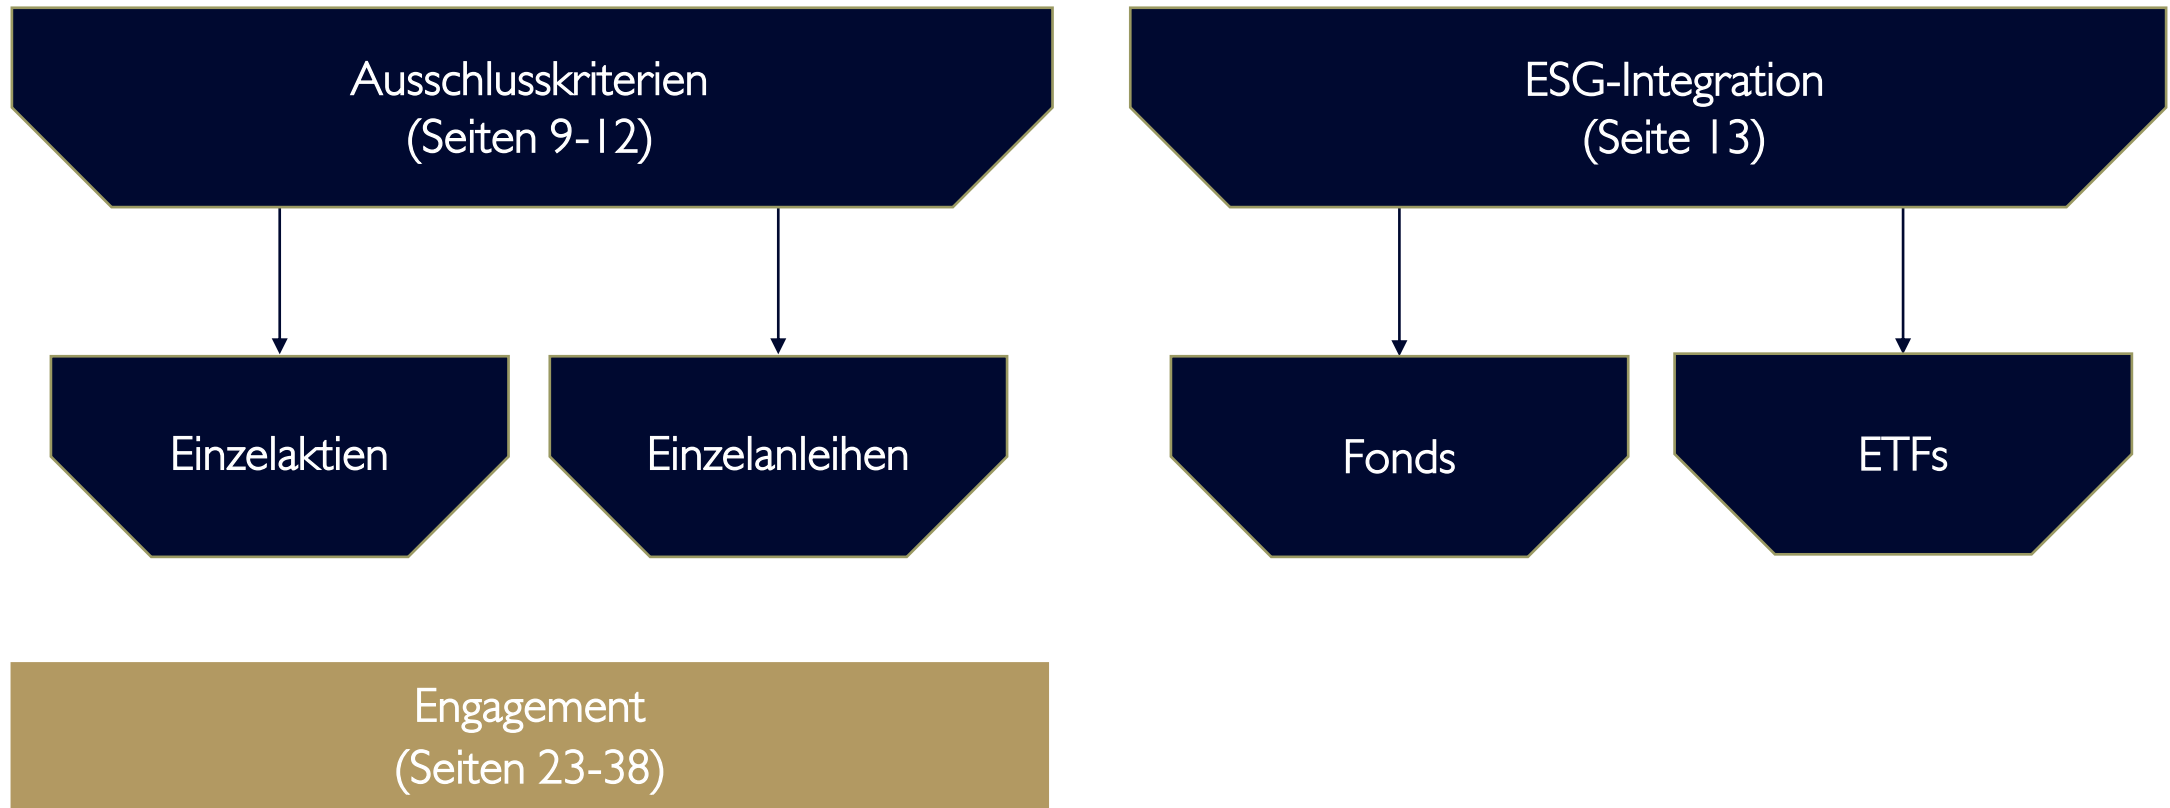 Ausschlusskriterien
(Seiten 9-12)
ESG-Integration
(Seite 13)
Einzelaktien
Einzelanleihen
Fonds
ETFs
Engagement
(Seiten 23-38)